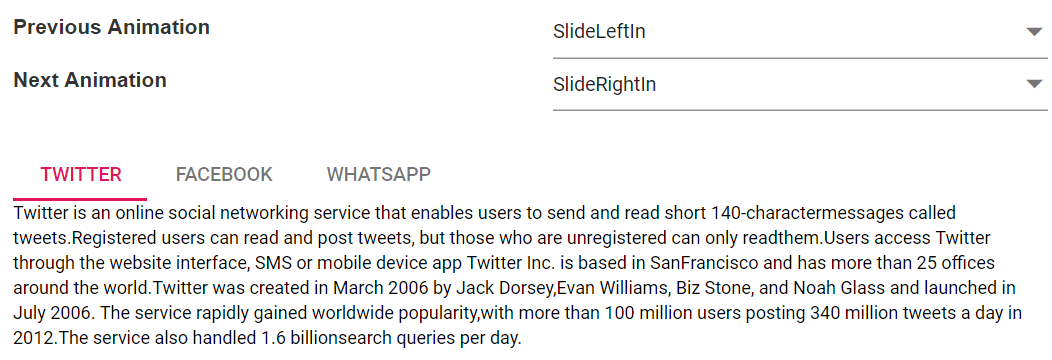 Previous Animation
SlideLeftIn
Next Animation
SlideRightIn
TWITTER FACEBOOK WHATSAPP
Twitter is an online social networking service that enables users to send and read short 140-charactermessages called
tweets.Registered users can read and post tweets, but those who are unregistered can only readthem.Users access Twitter
through the website interface, SMS or mobile device app Twitter Inc. is based in SanFrancisco and has more than 25 offices
around the world.Twitter was created in March 2006 by Jack Dorsey,Evan Williams, Biz Stone, and Noah Glass and launched in
July 2006. The service rapidly gained worldwide popularity,with more than 100 million users posting 340 million tweets a day in
2012.The service also handled 1.6 billionsearch queries per day.